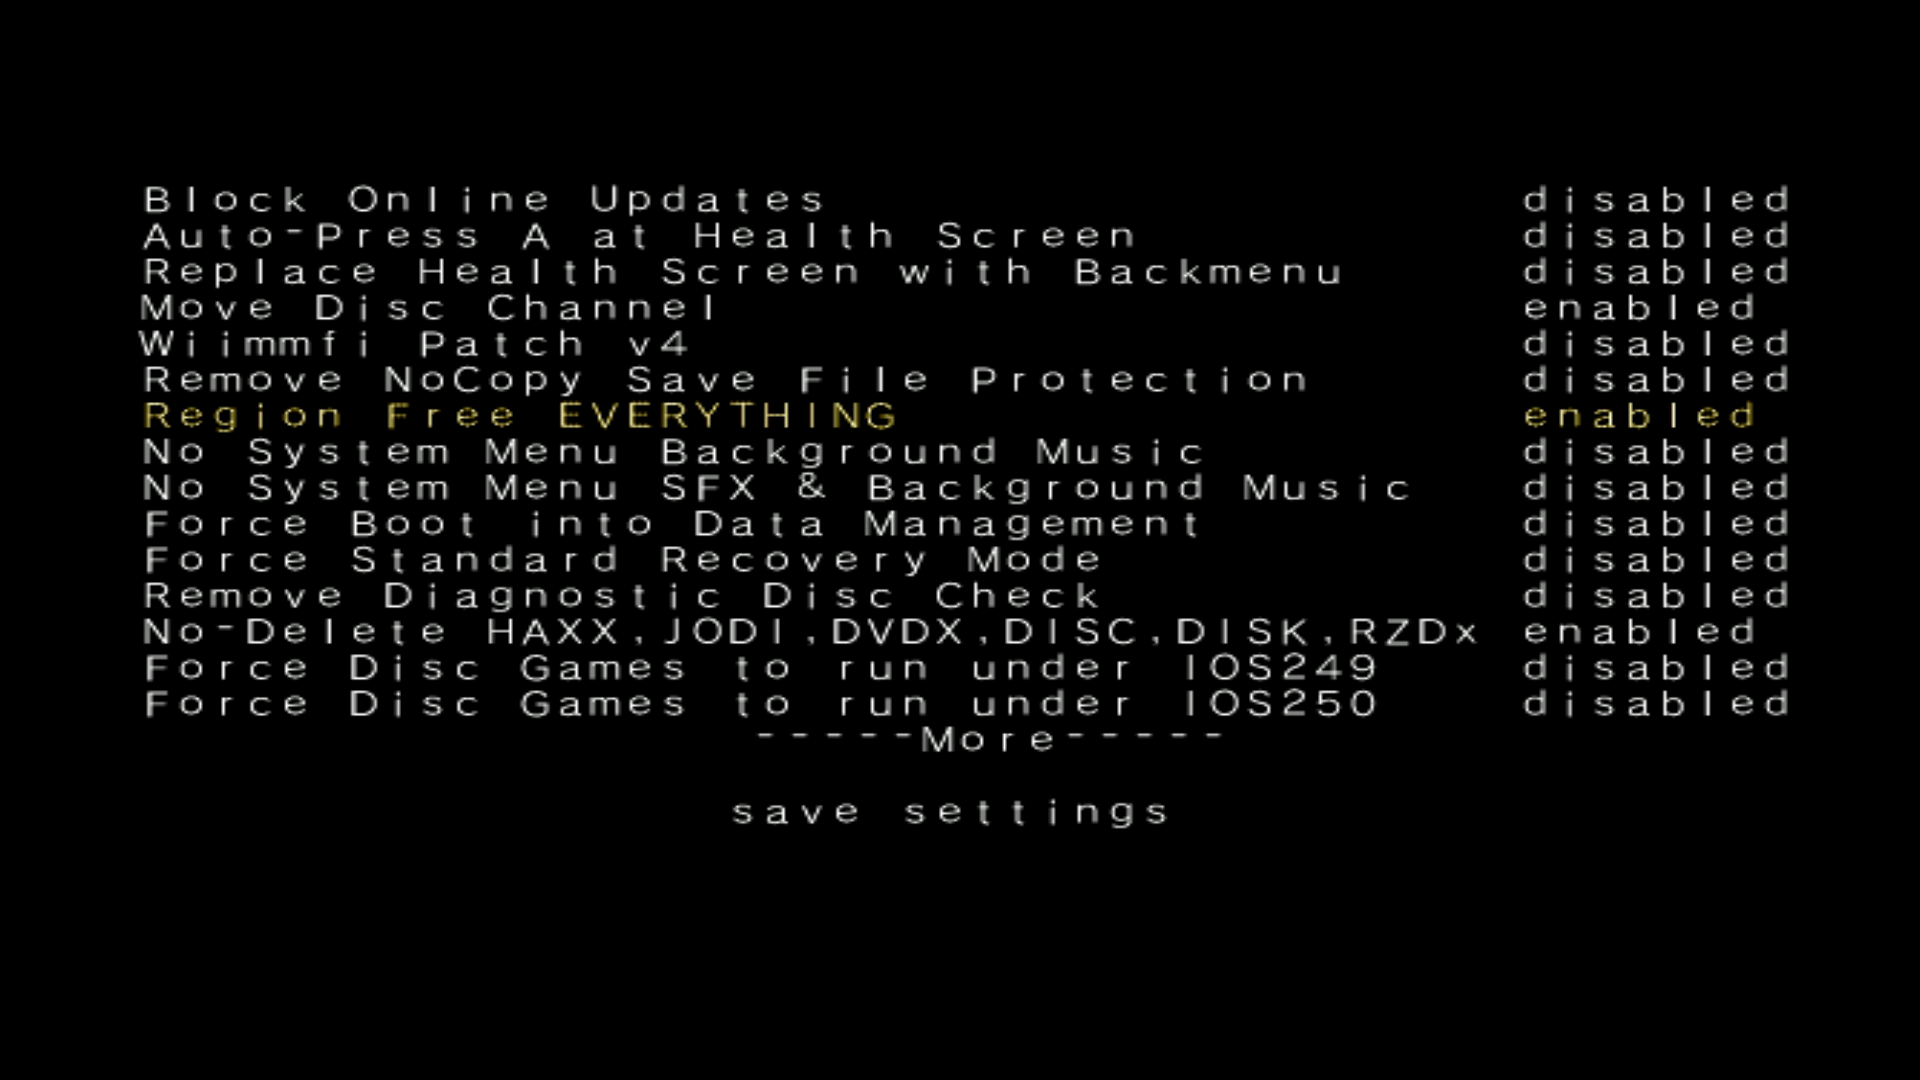 Block Online Updates disabled
Auto-Press A at Health Screen disabled
Replace Health Screen with Backmenu disabled
Move Disc Channel enabled
Wiimmfi Patch v4 disabled
Remove NoCopy Save File Protection disabled
Region Free EVERYTHING enabled
No System Menu Background Music disabled
No System Menu SFX & Background Music disabled
Force Boot into Data Management disabled
Force Standard Recovery Mode disabled
Remove Diagnostic Disc Check disabled
No-Delete HAXX,JODI,DVDX,DISC,DISK,RZDx enabled
Force Disc Games to run under IOS249 disabled
Force Disc Games to run under IOS250 disabled
-----More-----
save settings